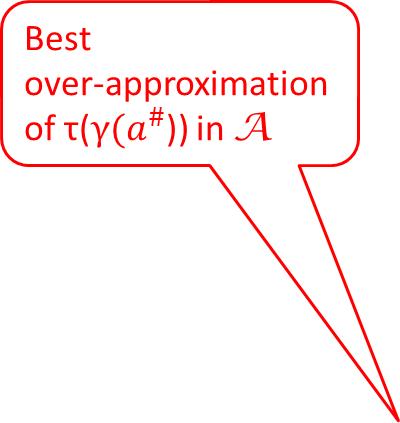 Best
over-approximation
of τ(γ(𝑎^#)) in 𝒜